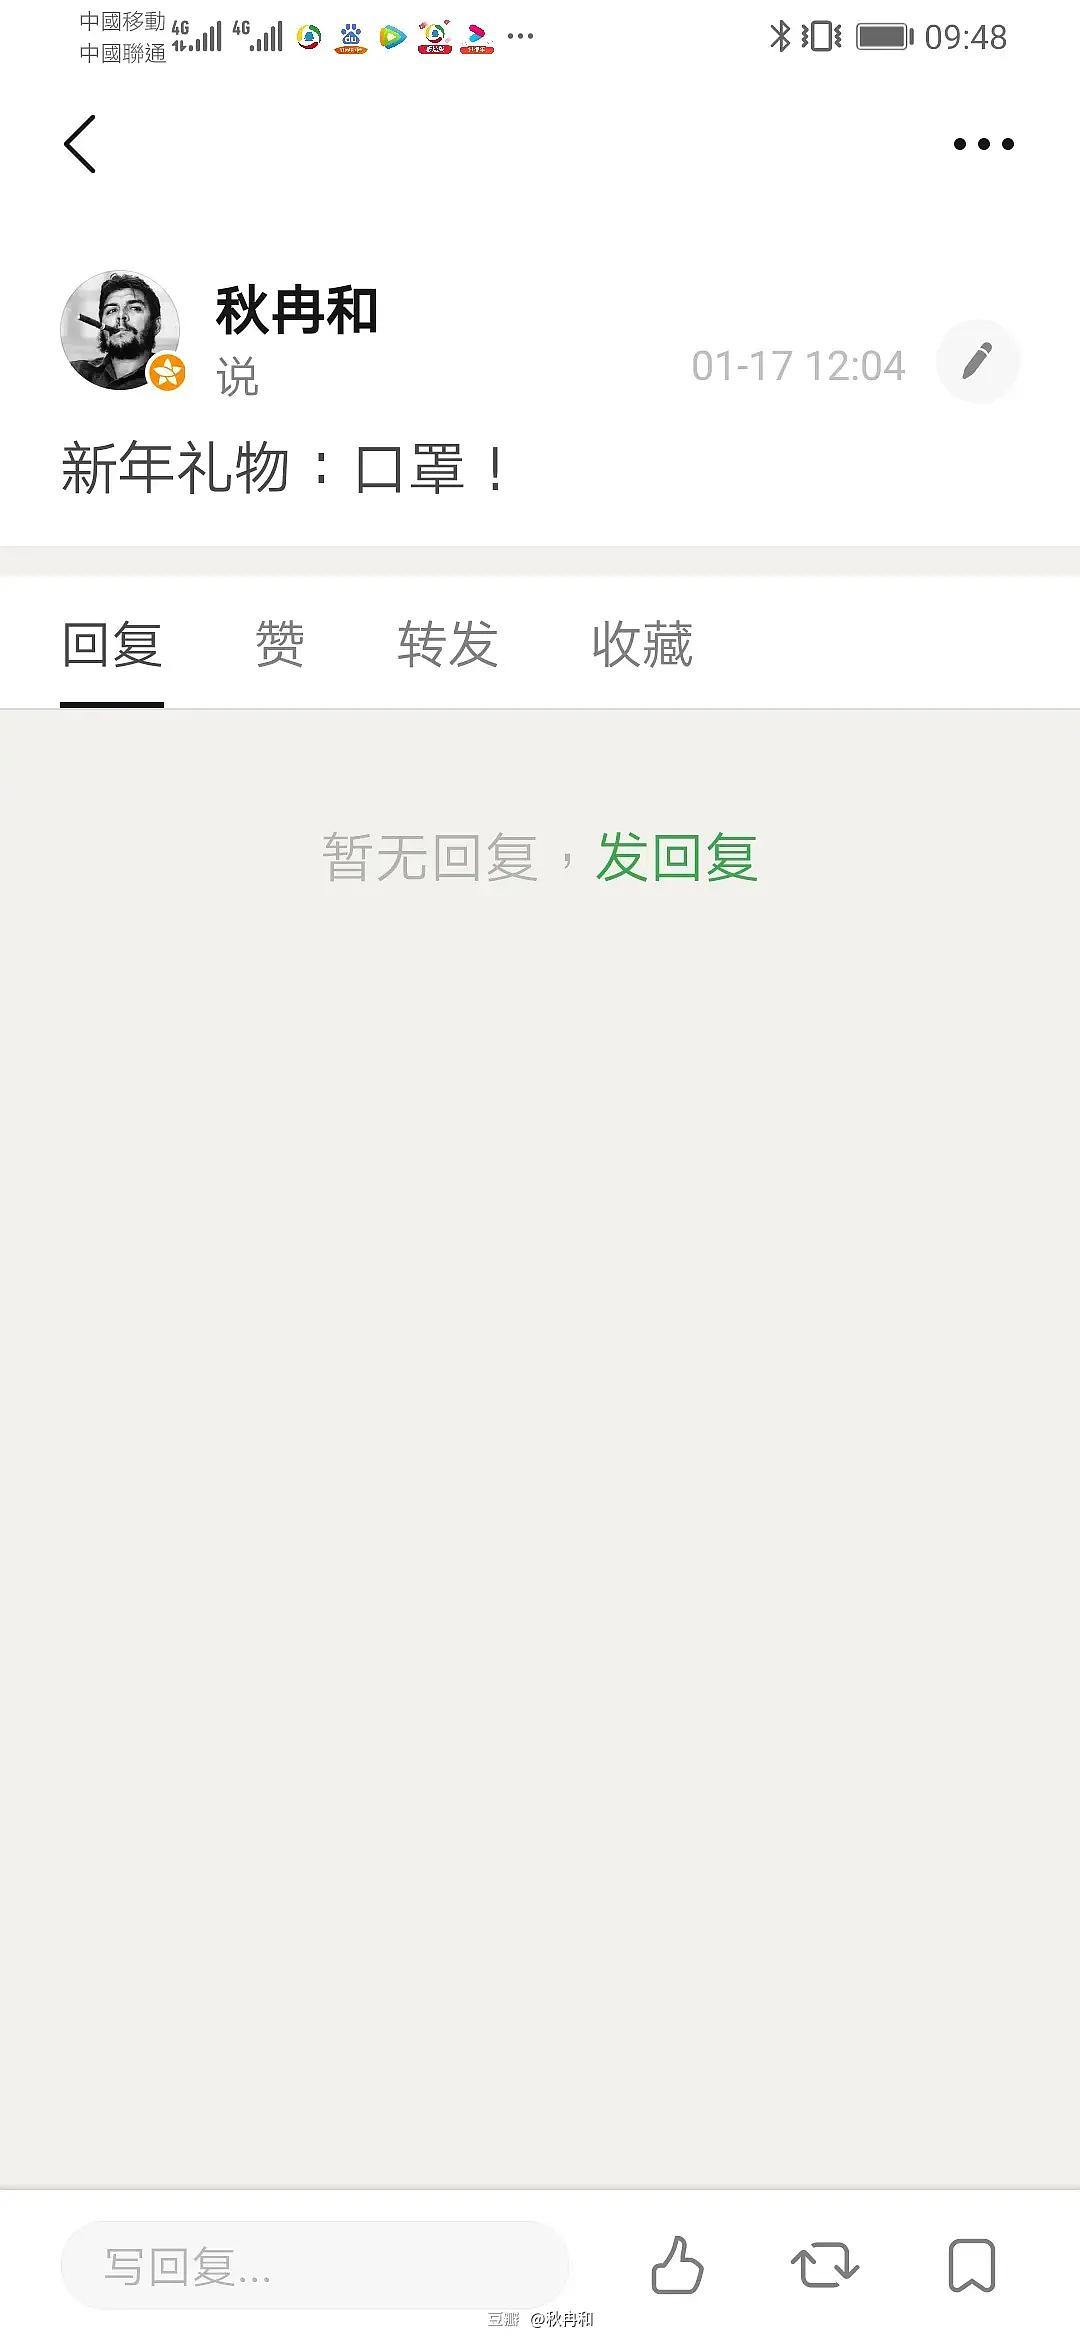 中國移動 4G 4G 09:48
中國聯通
秋冉和
说
01-17 12:04
新年礼物：口罩！
回复 赞 转发 收藏
暂无回复，发回复
写回复...
豆瓣 @秋冉和